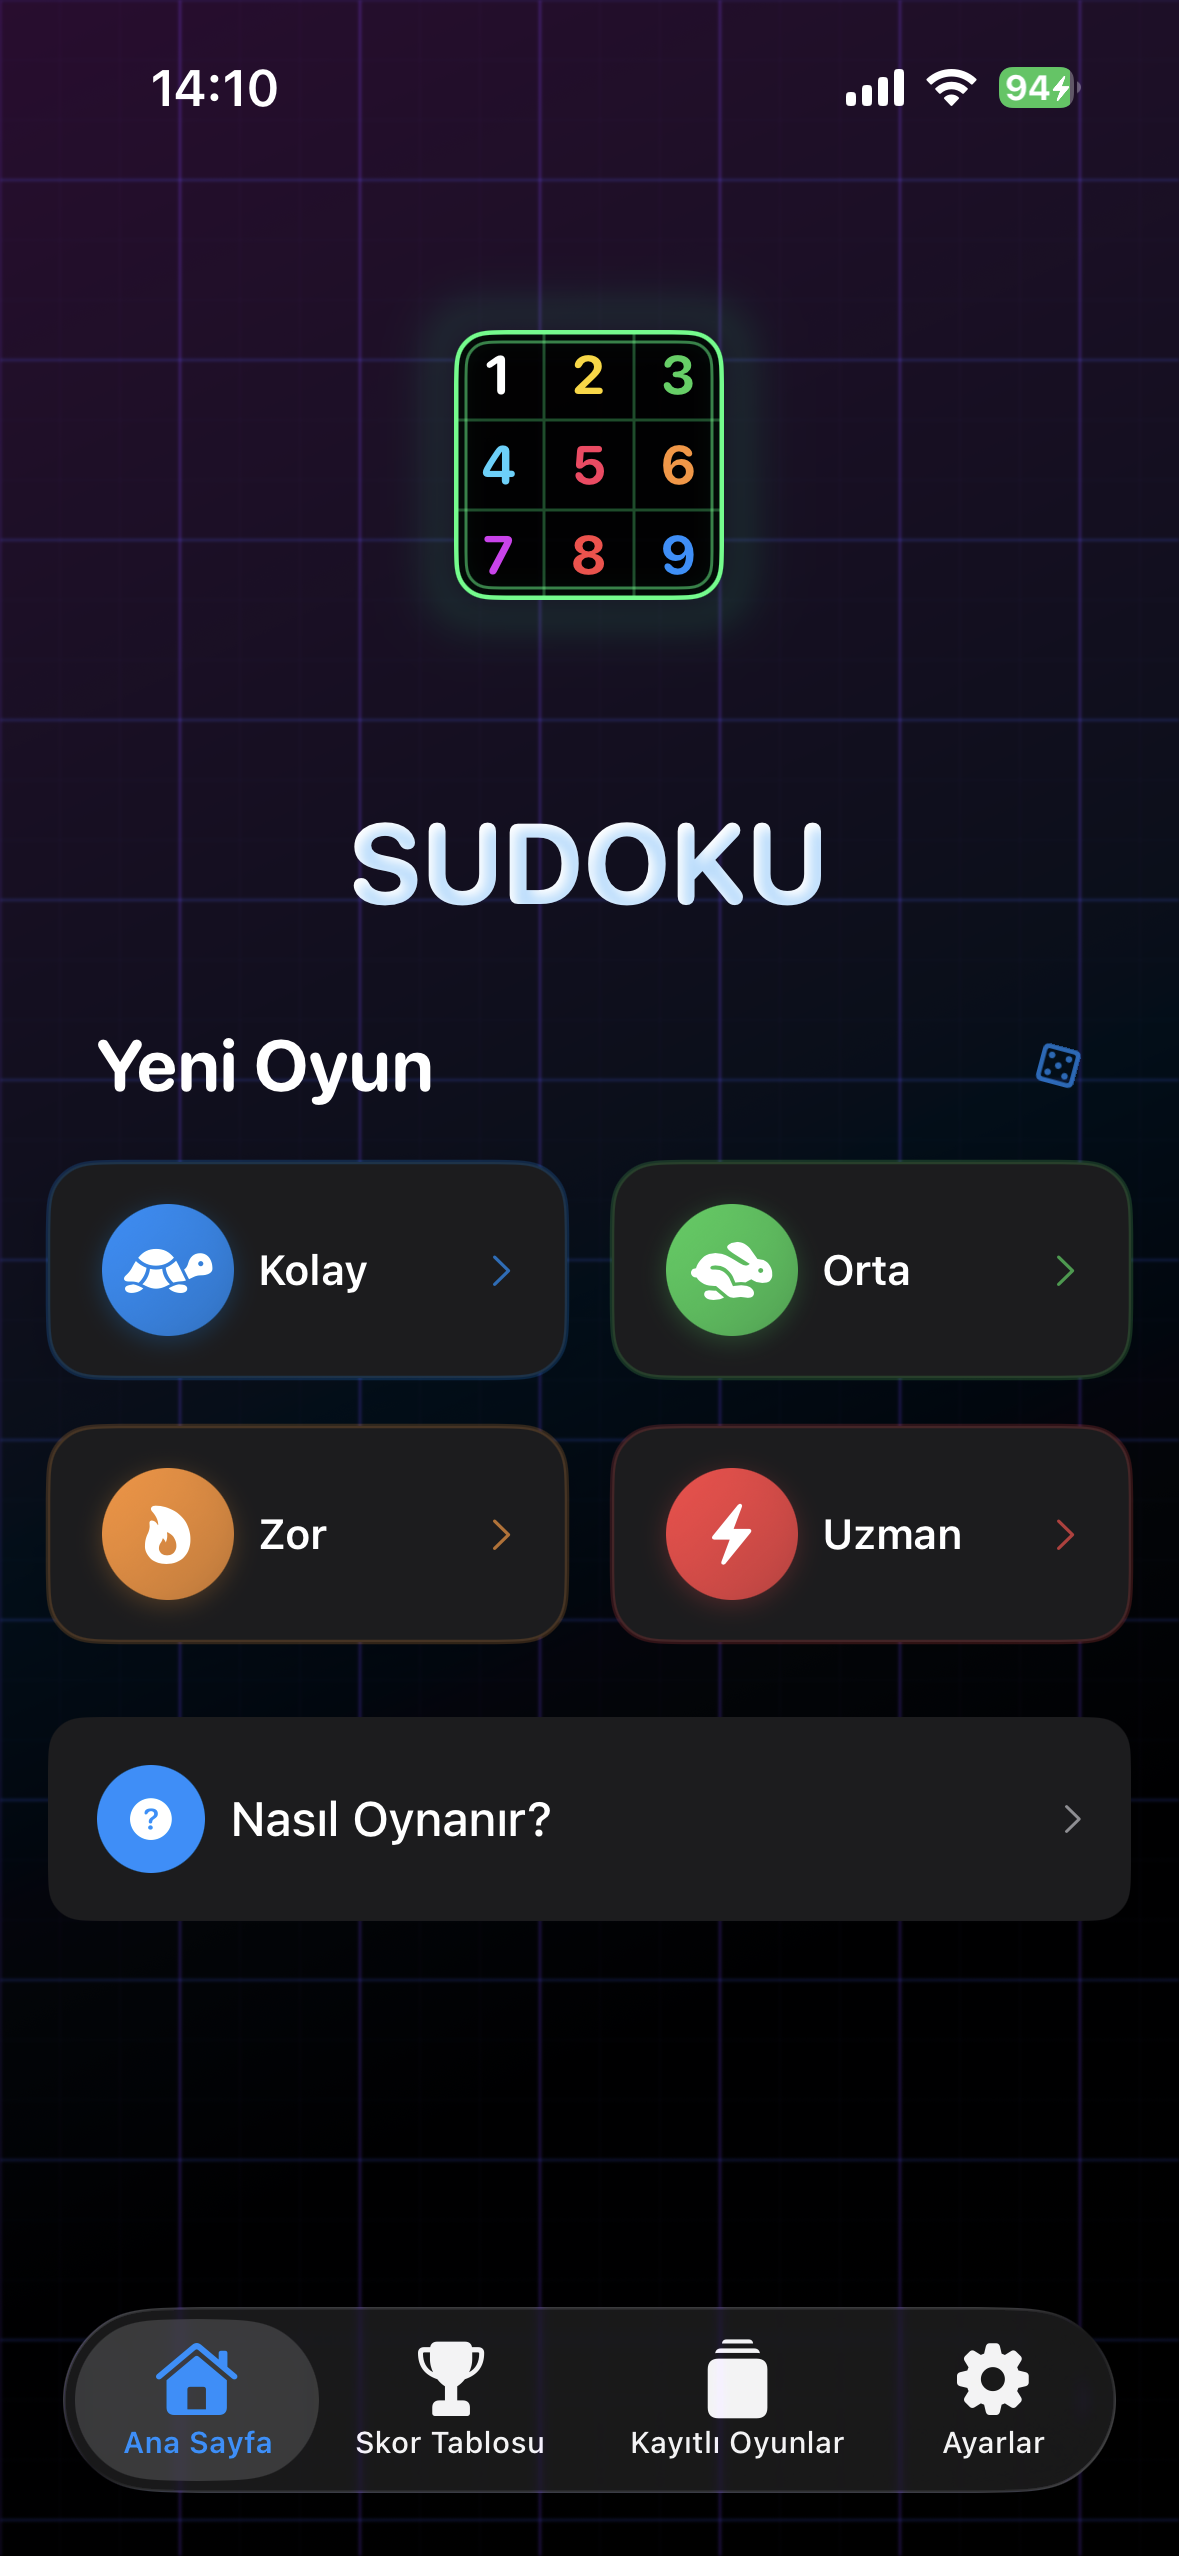 14:10
94
1 2 3
4 5 6
7 8 9
SUDOKU
Yeni Oyun
Kolay
Orta
Zor
Uzman
?
Nasıl Oynanır?
Ana Sayfa
Skor Tablosu
Kayıtlı Oyunlar
Ayarlar